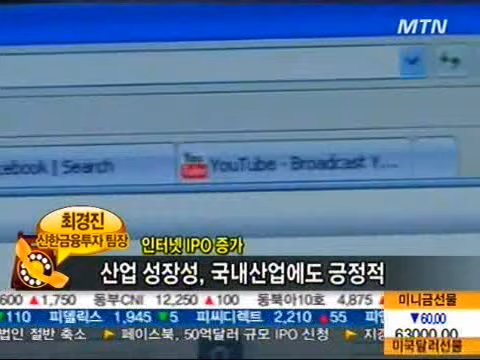 MTN
cebook | Search
You Tube YouTube - Broadcast Y...
최경진
신한금융투자 팀장
인터넷 IPO 증가
산업 성장성, 국내산업에도 긍정적
600 ▲1,750 동부CNI 12,250 ▲100 동북아10호 4,875 미니금선물
▼110 피델릭스 1,945 ▼5 피씨디렉트 2,210 ▲55 ▼60.00
법인 절반 축소 ▶ 페이스북, 50억달러 규모 IPO 신청 ▶ 63000.00
미국달러선물